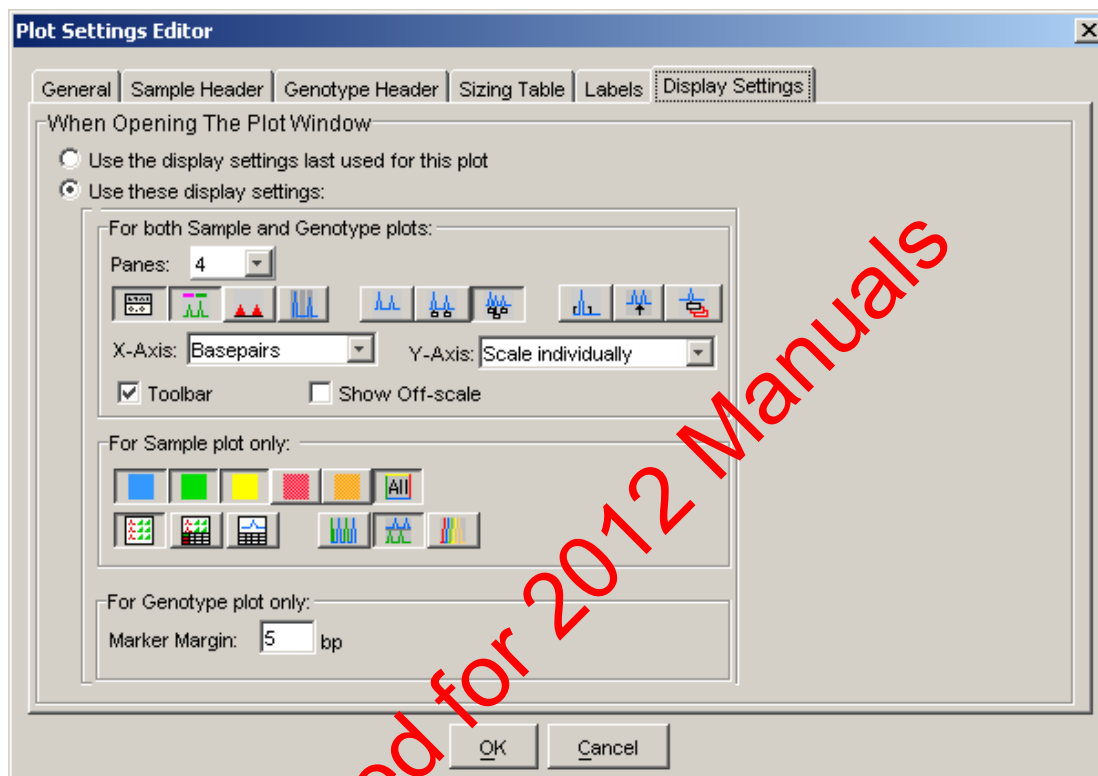 Plot Settings Editor
General Sample Header Genotype Header Sizing Table Labels Display Settings
When Opening The Plot Window
Use the display settings last used for this plot
Use these display settings:
For both Sample and Genotype plots:
Panes: 4
X-Axis: Basepairs Y-Axis: Scale individually
Toolbar Show Off-scale
For Sample plot only:
All
For Genotype plot only:
Marker Margin: 5 bp
OK Cancel
ed for 2012 Manuals